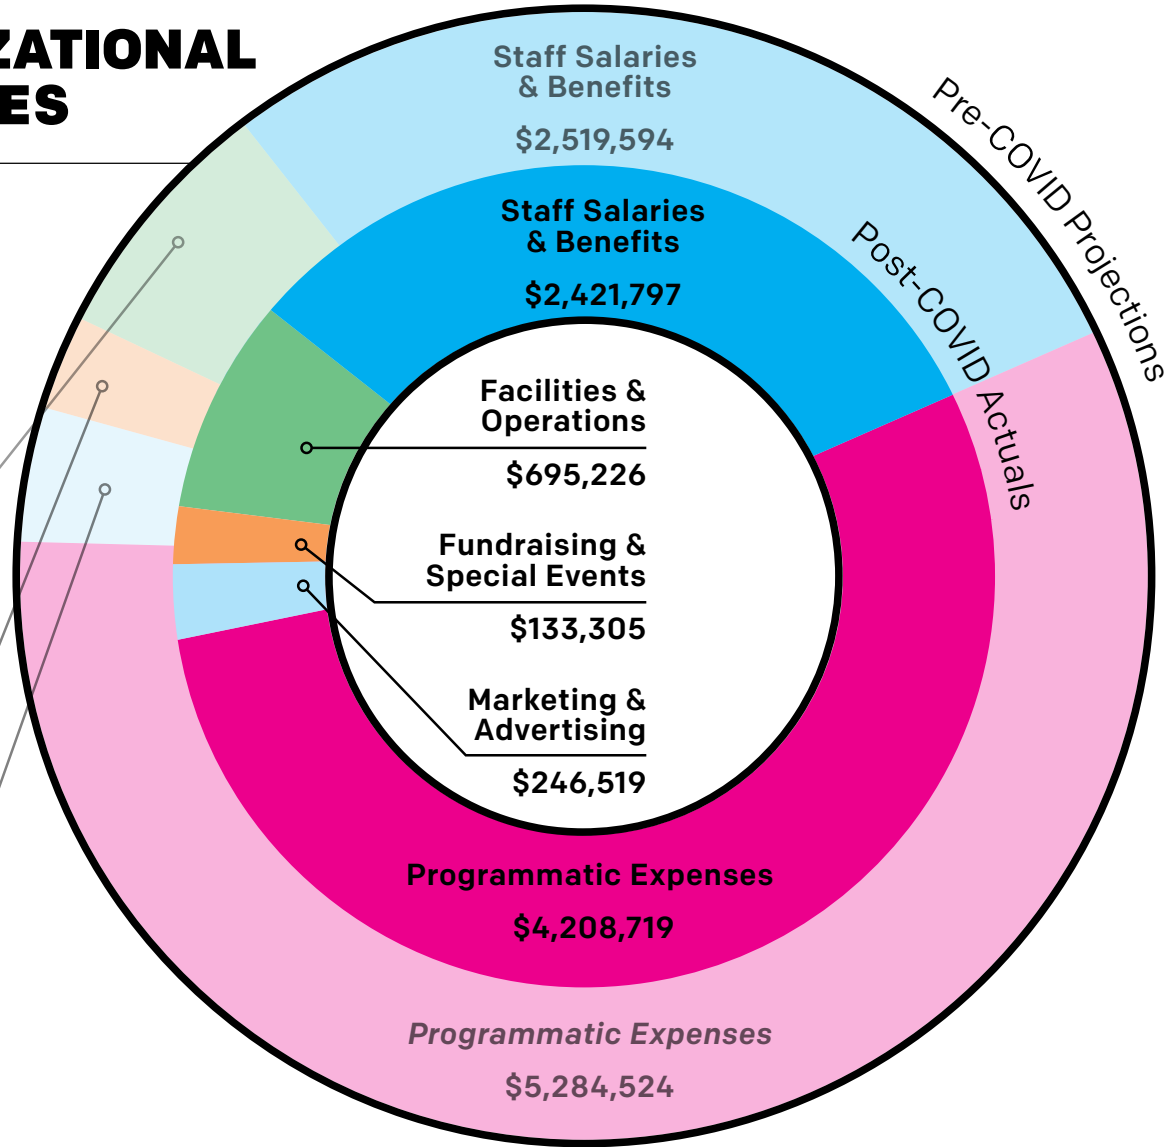 ZATIONAL
ES
Staff Salaries
& Benefits
$2,519,594
Pre-COVID Projections
Staff Salaries
& Benefits
$2,421,797
Post-COVID Actuals
Facilities &
Operations
$695,226
Fundraising &
Special Events
$133,305
Marketing &
Advertising
$246,519
Programmatic Expenses
$4,208,719
Programmatic Expenses
$5,284,524